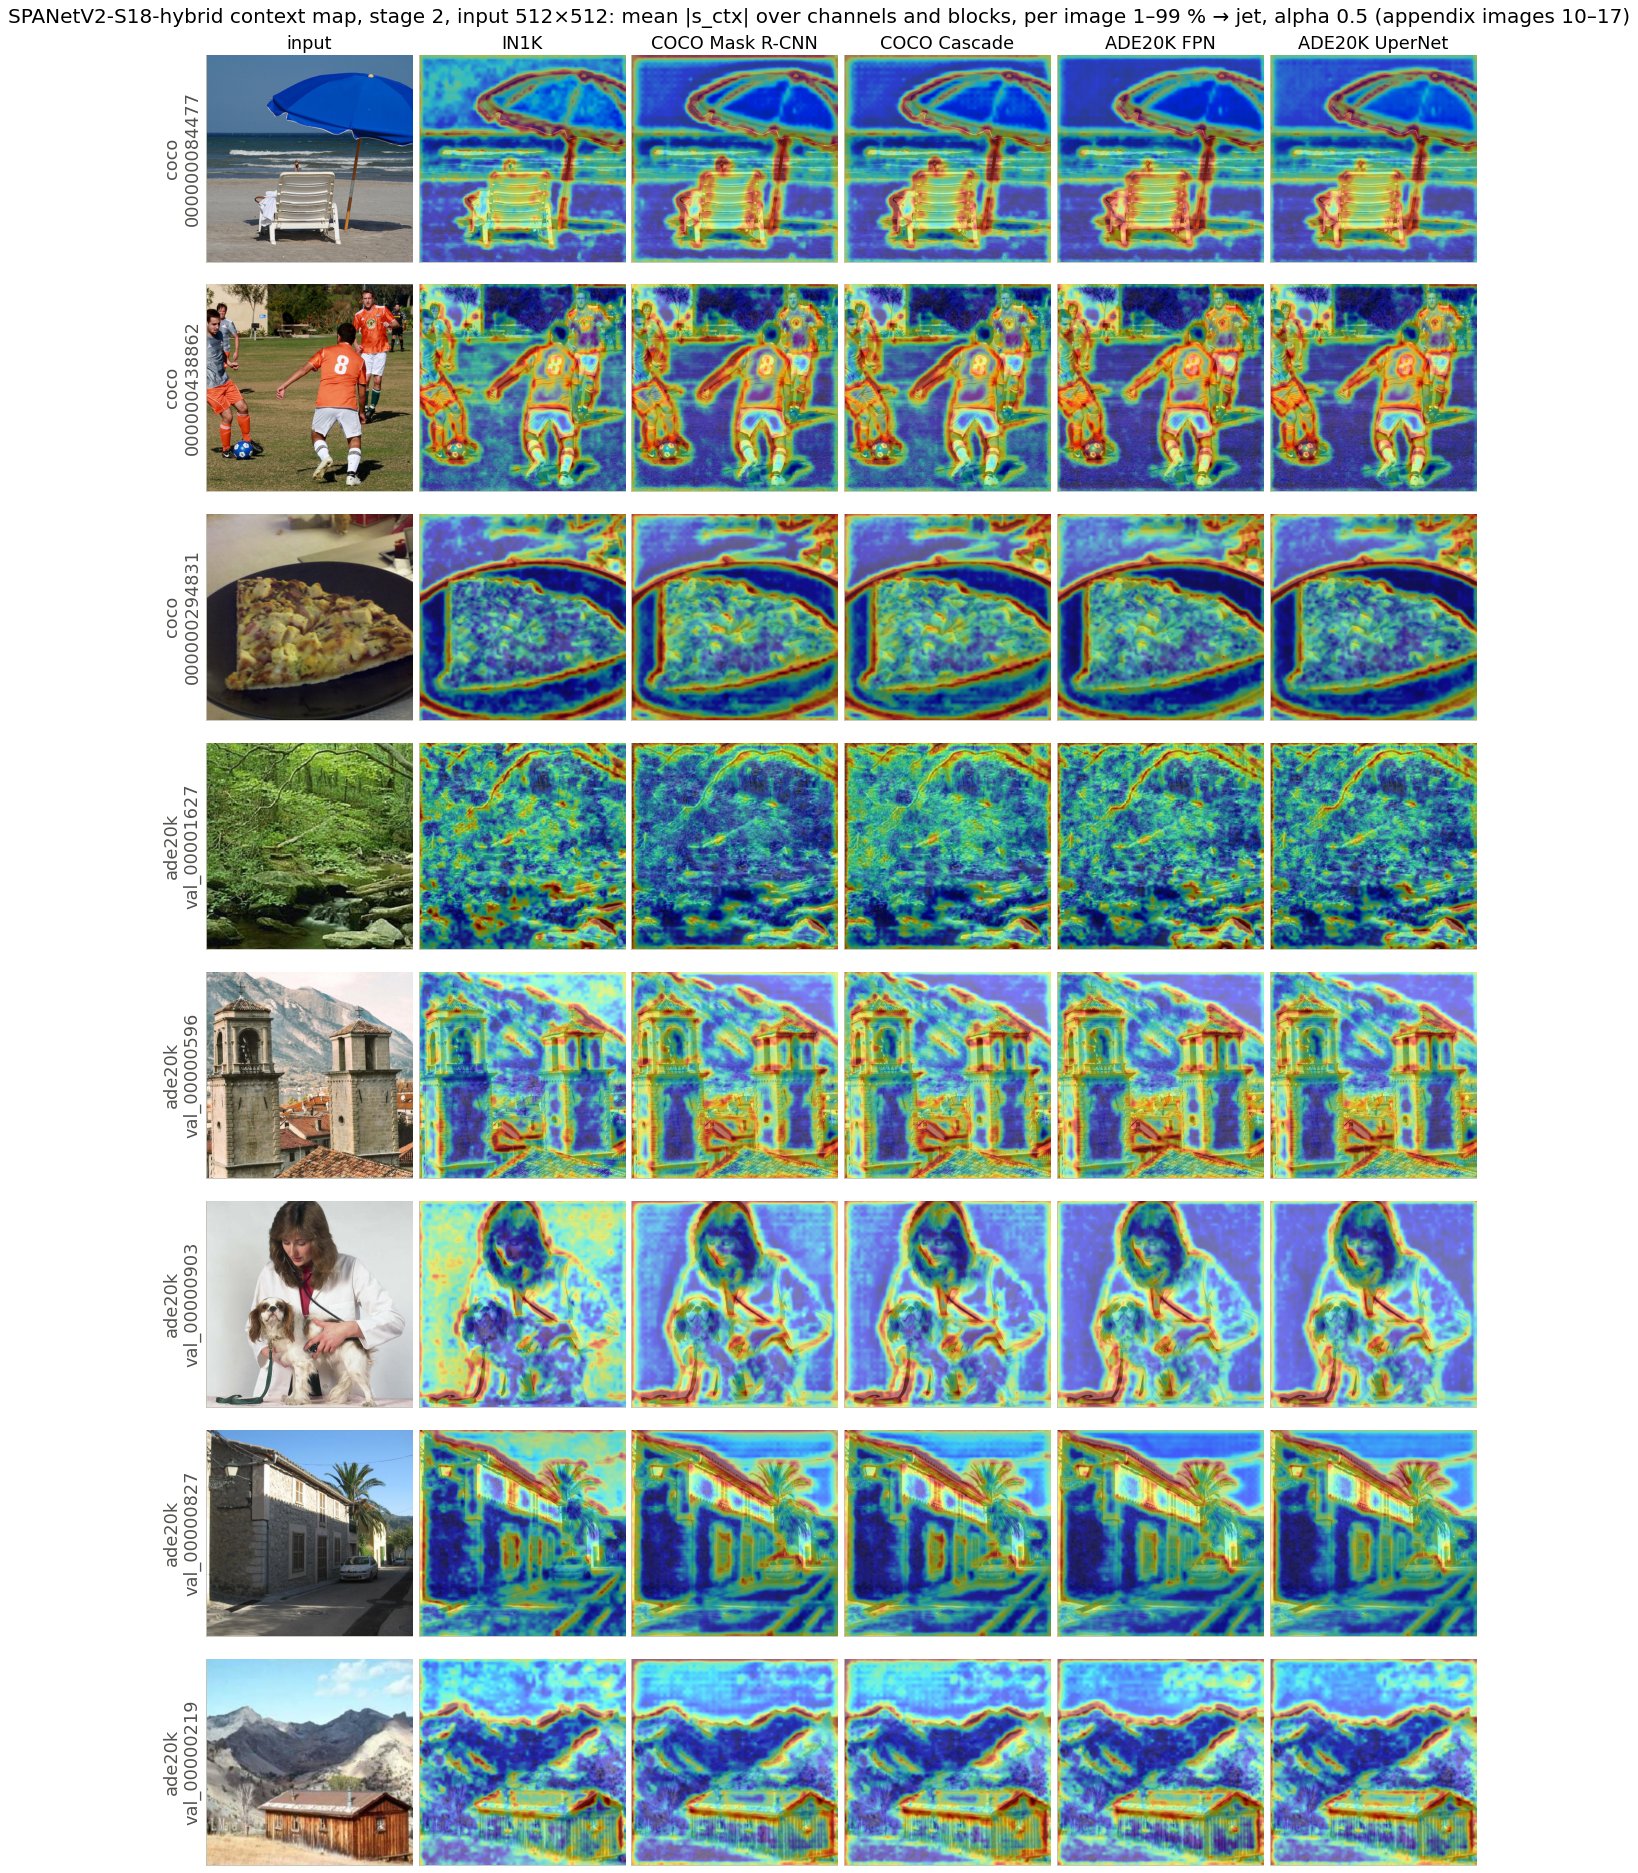 SPANetV2-S18-hybrid context map, stage 2, input 512×512: mean |s_ctx| over channels and blocks, per image 1–99 % → jet, alpha 0.5 (appendix images 10–17)
input IN1K COCO Mask R-CNN COCO Cascade ADE20K FPN ADE20K UperNet
coco
000000084477
coco
000000438862
8
coco
000000294831
ade20k
val_00001627
ade20k
val_00000596
ade20k
val_00000903
ade20k
val_00000827
ade20k
val_00000219